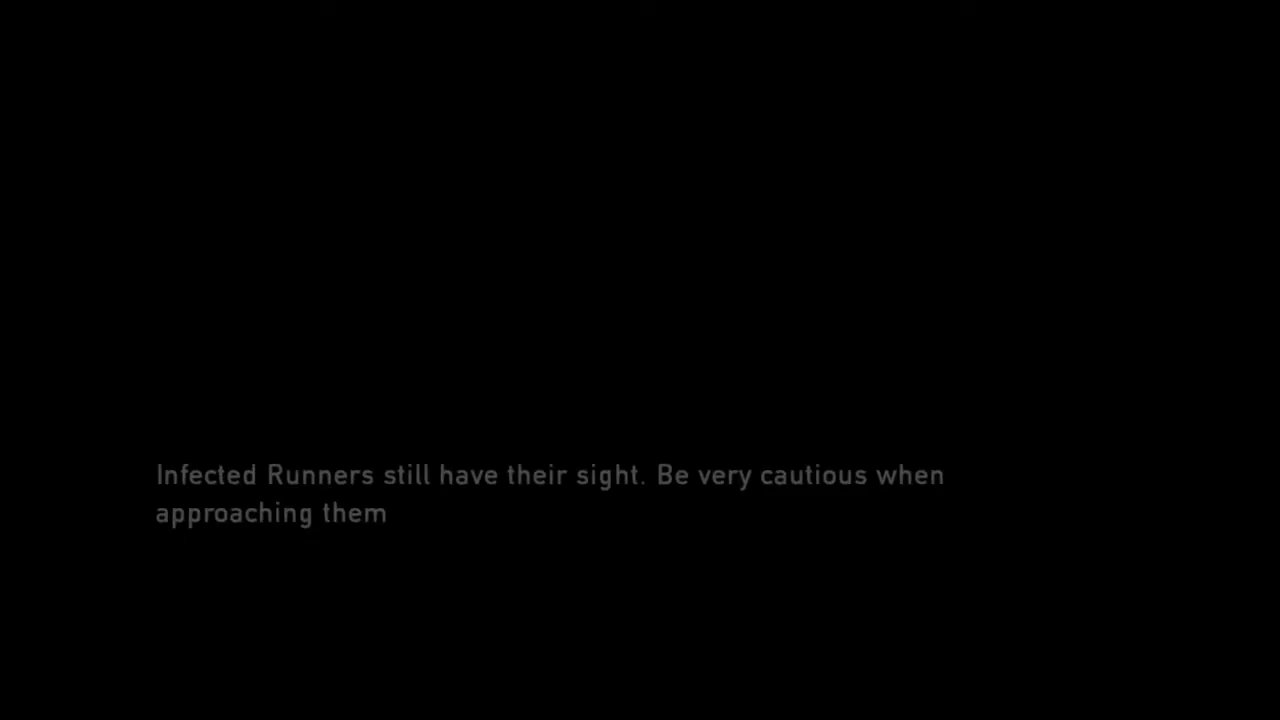 Infected Runners still have their sight. Be very cautious when
approaching them